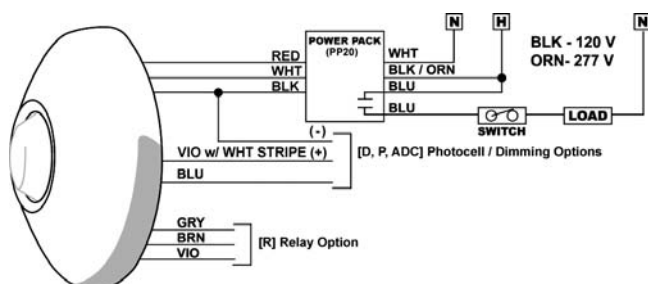 N H N
POWER PACK
(PP20)
BLK - 120 V
ORN- 277 V
RED
WHT
WHT
BLK / ORN
BLK
BLU
BLU
SWITCH
LOAD
(-)
VIO w/ WHT STRIPE (+)
[D, P, ADC] Photocell / Dimming Options
BLU
GRY
BRN
[R] Relay Option
VIO